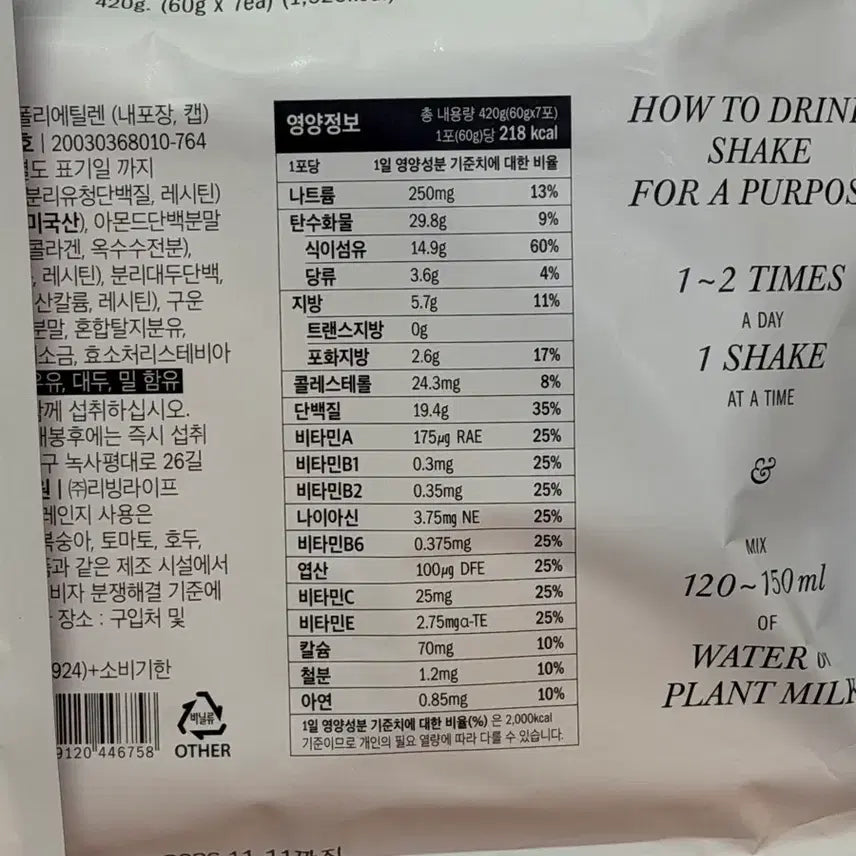 420g. (60g x 7ea)
폴리에틸렌 (내포장, 캡)
호 | 20030368010-764
별도 표기일 까지
분리유청단백질, 레시틴)
미국산), 아몬드단백분말
콜라겐, 옥수수전분),
, 레시틴), 분리대두단백,
산칼륨, 레시틴), 구운
분말, 혼합탈지분유,
소금, 효소처리스테비아
우유, 대두, 밀 함유
함께 섭취하십시오.
개봉후에는 즉시 섭취
구 녹사평대로 26길
원 | ㈜리빙라이프
레인지 사용은
복숭아, 토마토, 호두,
품과 같은 제조 시설에서
비자 분쟁해결 기준에
장소 : 구입처 및
924)+소비기한
9120 446758
비닐류
OTHER
영양정보
총 내용량 420g(60gx7포)
1포(60g)당 218 kcal
1포당 1일 영양성분 기준치에 대한 비율
나트륨 250mg 13%
탄수화물 29.8g 9%
식이섬유 14.9g 60%
당류 3.6g 4%
지방 5.7g 11%
트랜스지방 0g
포화지방 2.6g 17%
콜레스테롤 24.3mg 8%
단백질 19.4g 35%
비타민A 175㎍ RAE 25%
비타민B1 0.3mg 25%
비타민B2 0.35mg 25%
나이아신 3.75㎎ NE 25%
비타민B6 0.375mg 25%
엽산 100㎍ DFE 25%
비타민C 25mg 25%
비타민E 2.75㎎α-TE 25%
칼슘 70mg 10%
철분 1.2mg 10%
아연 0.85mg 10%
1일 영양성분 기준치에 대한 비율(%) 은 2,000kcal
기준이므로 개인의 필요 열량에 따라 다를 수 있습니다.
HOW TO DRINK
SHAKE
FOR A PURPOS
1~2 TIMES
A DAY
1 SHAKE
AT A TIME
&
MIX
120~150ml
OF
WATER or
PLANT MILK